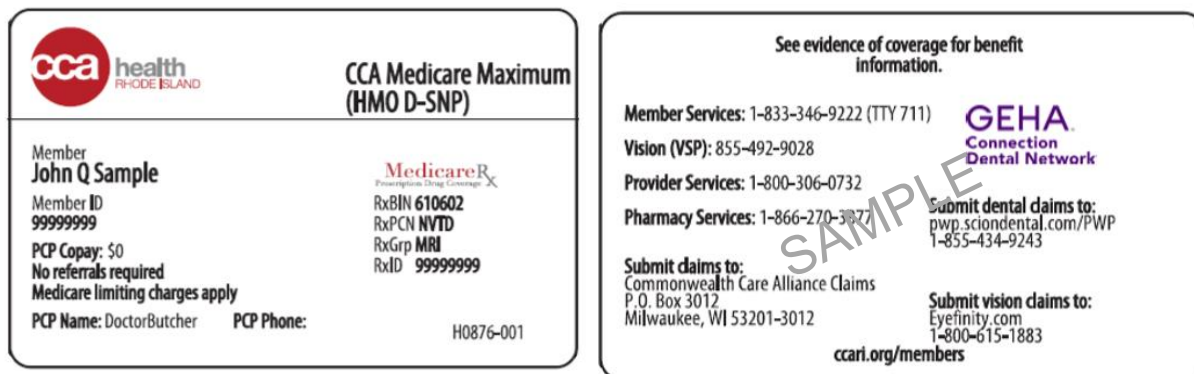 cca health
RHODE ISLAND
CCA Medicare Maximum
(HMO D-SNP)
Member
John Q Sample
Member ID
99999999
PCP Copay: $0
No referrals required
Medicare limiting charges apply
PCP Name: DoctorButcher PCP Phone:
MedicareRx
Prescription Drug Coverage
RxBIN 610602
RxPCN NVTD
RxGrp MRI
RxID 99999999
H0876-001
See evidence of coverage for benefit
information.
Member Services: 1-833-346-9222 (TTY 711)
Vision (VSP): 855-492-9028
Provider Services: 1-800-306-0732
Pharmacy Services: 1-866-270-3877
Submit claims to:
Commonwealth Care Alliance Claims
P.O. Box 3012
Milwaukee, WI 53201-3012
GEHA
Connection
Dental Network
SAMPLE
Submit dental claims to:
pwp.sciondental.com/PWP
1-855-434-9243
Submit vision claims to:
Eyefinity.com
1-800-615-1883
ccari.org/members